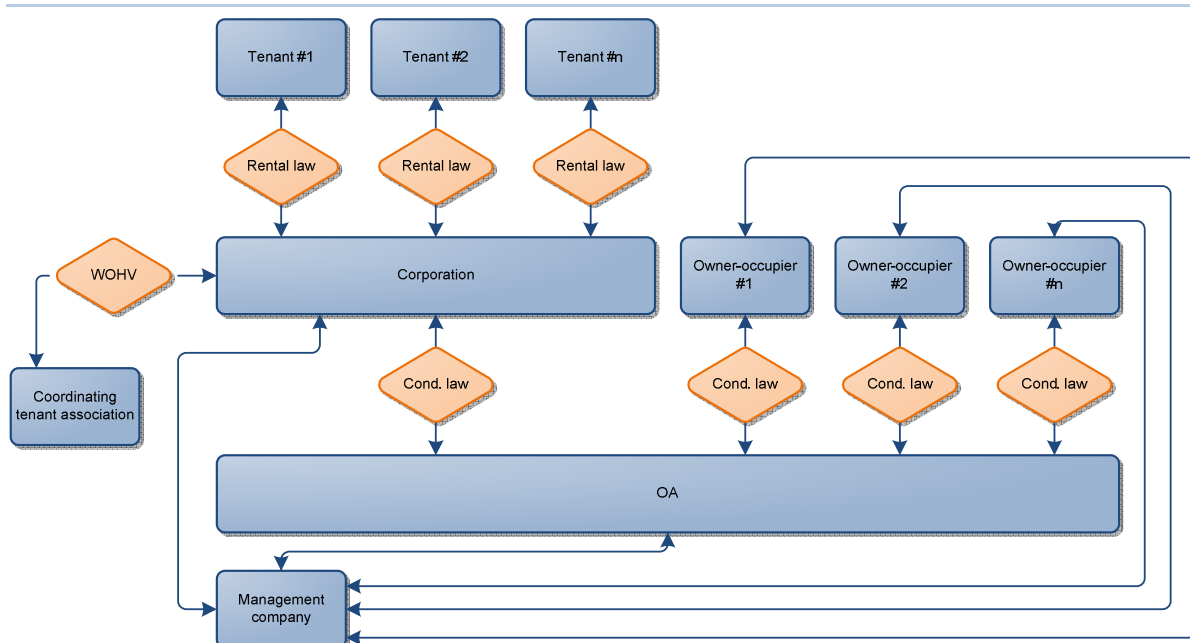 Tenant #1
Tenant #2
Tenant #n
Rental law
Rental law
Rental law
WOHV
Corporation
Owner-occupier
#1
Owner-occupier
#2
Owner-occupier
#n
Coordinating
tenant association
Cond. law
Cond. law
Cond. law
Cond. law
OA
Management
company